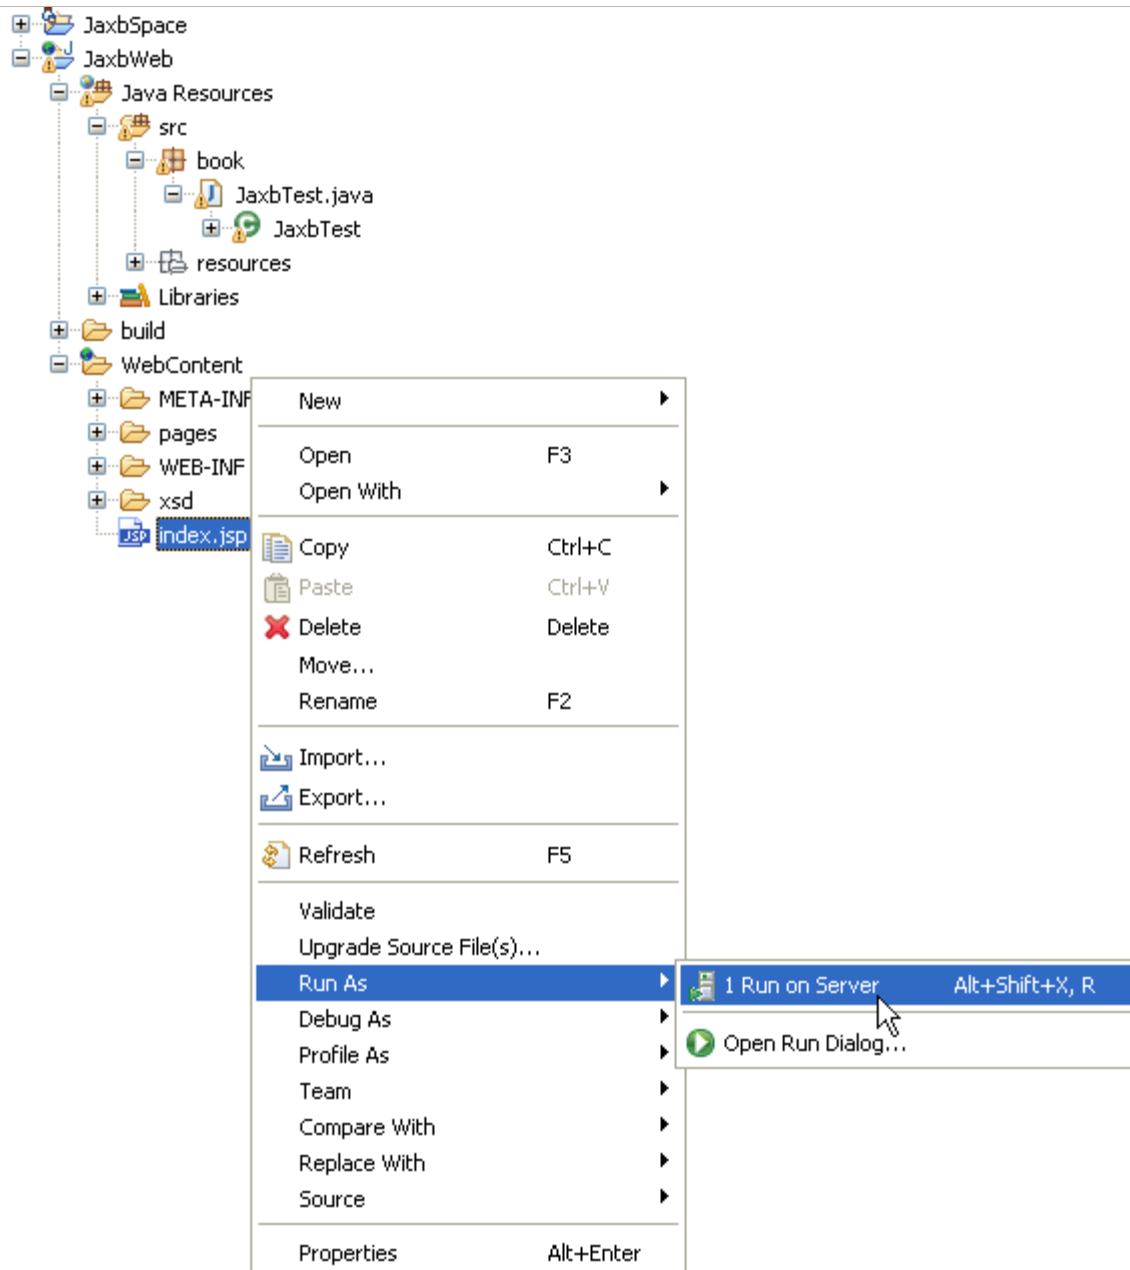 JaxbSpace
JaxbWeb
Java Resources
src
book
JaxbTest.java
JaxbTest
resources
Libraries
build
WebContent
META-INF
pages
WEB-INF
xsd
JSP index.jsp
New
Open F3
Open With
Copy Ctrl+C
Paste Ctrl+V
Delete Delete
Move...
Rename F2
Import...
Export...
Refresh F5
Validate
Upgrade Source File(s)...
Run As
1 Run on Server Alt+Shift+X, R
Open Run Dialog...
Debug As
Profile As
Team
Compare With
Replace With
Source
Properties Alt+Enter